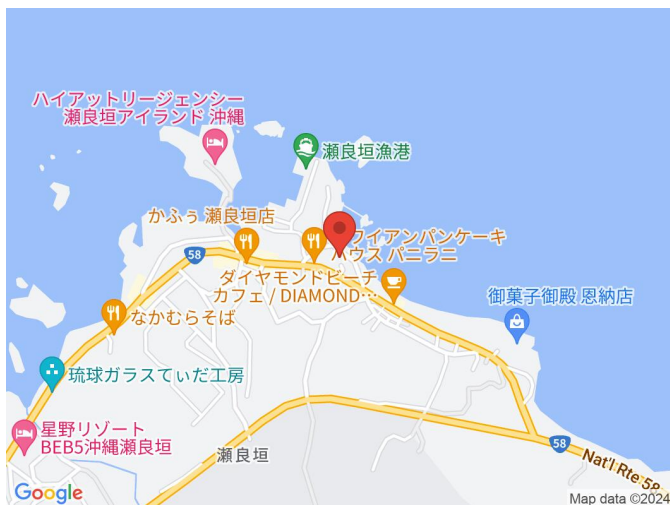 ハイアットリージェンシー
瀬良垣アイランド 沖縄
瀬良垣漁港
かふぅ 瀬良垣店
58
ワイアンパンケーキ
ハウス パニラニ
ダイヤモンドビーチ
カフェ / DIAMOND…
御菓子御殿 恩納店
なかむらそば
琉球ガラスてぃだ工房
星野リゾート
BEB5沖縄瀬良垣
瀬良垣
58
Nat'l Rte 58
Google
Map data ©2024